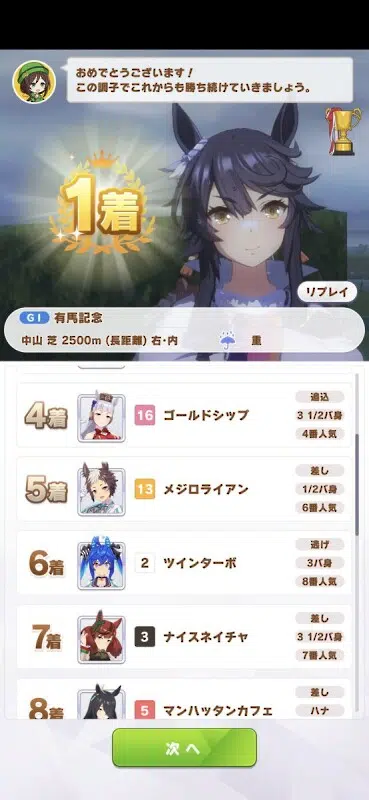 おめでとうございます！
この調子でこれからも勝ち続けていきましょう。
1着
リプレイ
GI 有馬記念
中山 芝 2500m (長距離) 右・内 重
4着 16 ゴールドシップ 追込
3 1/2バ身
4番人気
5着 13 メジロライアン 差し
1/2バ身
6番人気
6着 2 ツインターボ 逃げ
3バ身
8番人気
7着 3 ナイスネイチャ 差し
3 1/2バ身
7番人気
8着 5 マンハッタンカフェ 差し
ハナ
次へ